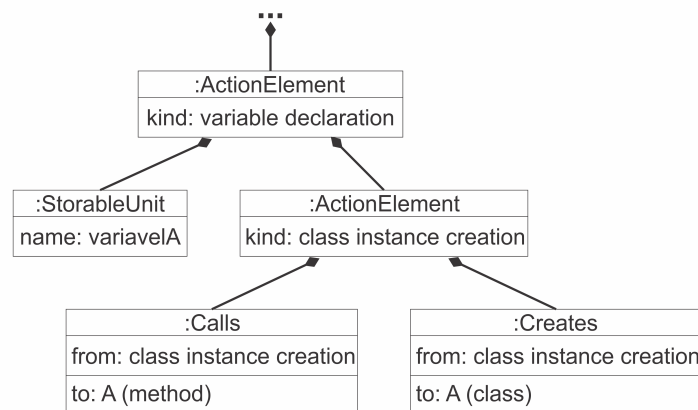 ...
:ActionElement
kind: variable declaration
:StorableUnit
name: variavelA
:ActionElement
kind: class instance creation
:Calls
from: class instance creation
to: A (method)
:Creates
from: class instance creation
to: A (class)